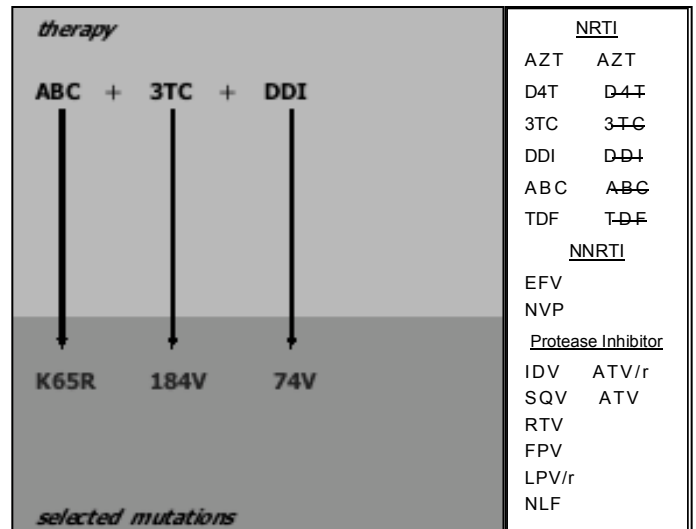 therapy
ABC + 3TC + DDI
K65R 184V 74V
selected mutations
NRTI
AZT AZT
D4T D4T
3TC 3TC
DDI DDI
ABC ABC
TDF TDF
NNRTI
EFV
NVP
Protease Inhibitor
IDV ATV/r
SQV ATV
RTV
FPV
LPV/r
NLF